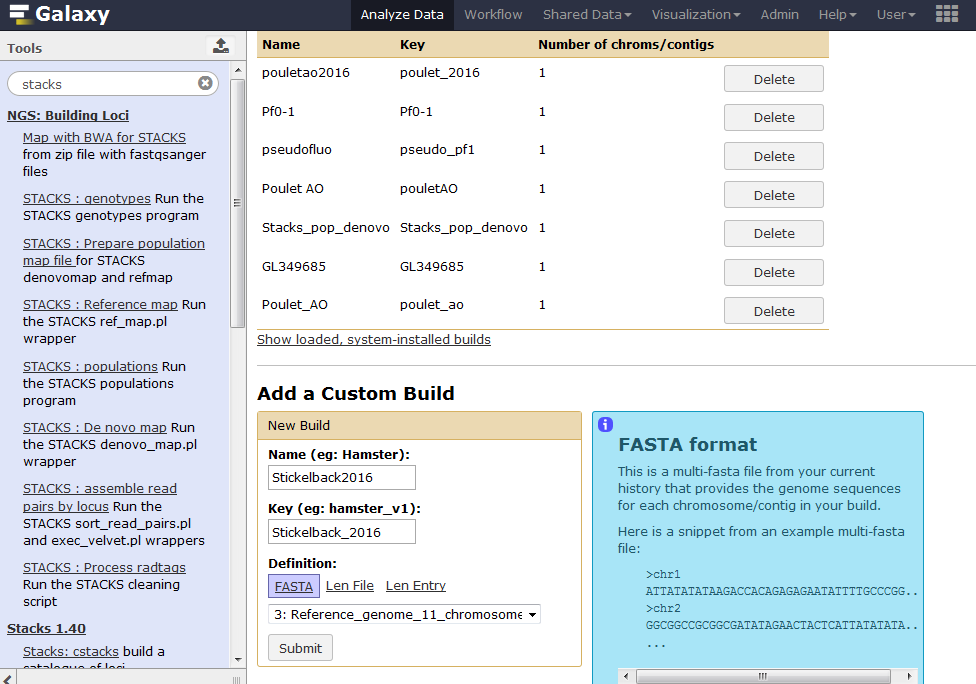 Galaxy
Analyze Data Workflow Shared Data Visualization Admin Help User
Tools
stacks
NGS: Building Loci
Map with BWA for STACKS
from zip file with fastqsanger
files
STACKS : genotypes Run the
STACKS genotypes program
STACKS : Prepare population
map file for STACKS
denovomap and refmap
STACKS : Reference map Run
the STACKS ref_map.pl
wrapper
STACKS : populations Run
the STACKS populations
program
STACKS : De novo map Run
the STACKS denovo_map.pl
wrapper
STACKS : assemble read
pairs by locus Run the
STACKS sort_read_pairs.pl
and exec_velvet.pl wrappers
STACKS : Process radtags
Run the STACKS cleaning
script
Stacks 1.40
Stacks: cstacks build a
catalogue of loci
Name Key Number of chroms/contigs
pouletao2016 poulet_2016 1 Delete
Pf0-1 Pf0-1 1 Delete
pseudofluo pseudo_pf1 1 Delete
Poulet AO pouletAO 1 Delete
Stacks_pop_denovo Stacks_pop_denovo 1 Delete
GL349685 GL349685 1 Delete
Poulet_AO poulet_ao 1 Delete
Show loaded, system-installed builds
Add a Custom Build
New Build
Name (eg: Hamster):
Stickelback2016
Key (eg: hamster_v1):
Stickelback_2016
Definition:
FASTA Len File Len Entry
3: Reference_genome_11_chromosome
Submit
i
FASTA format
This is a multi-fasta file from your current
history that provides the genome sequences
for each chromosome/contig in your build.
Here is a snippet from an example multi-fasta
file:
>chr1
ATTATATATAAGACCACAGAGAGAATATTTTGCCCGG..
>chr2
GGCGGCCGCGGCGATATAGAACTACTCATTATATATA..
...